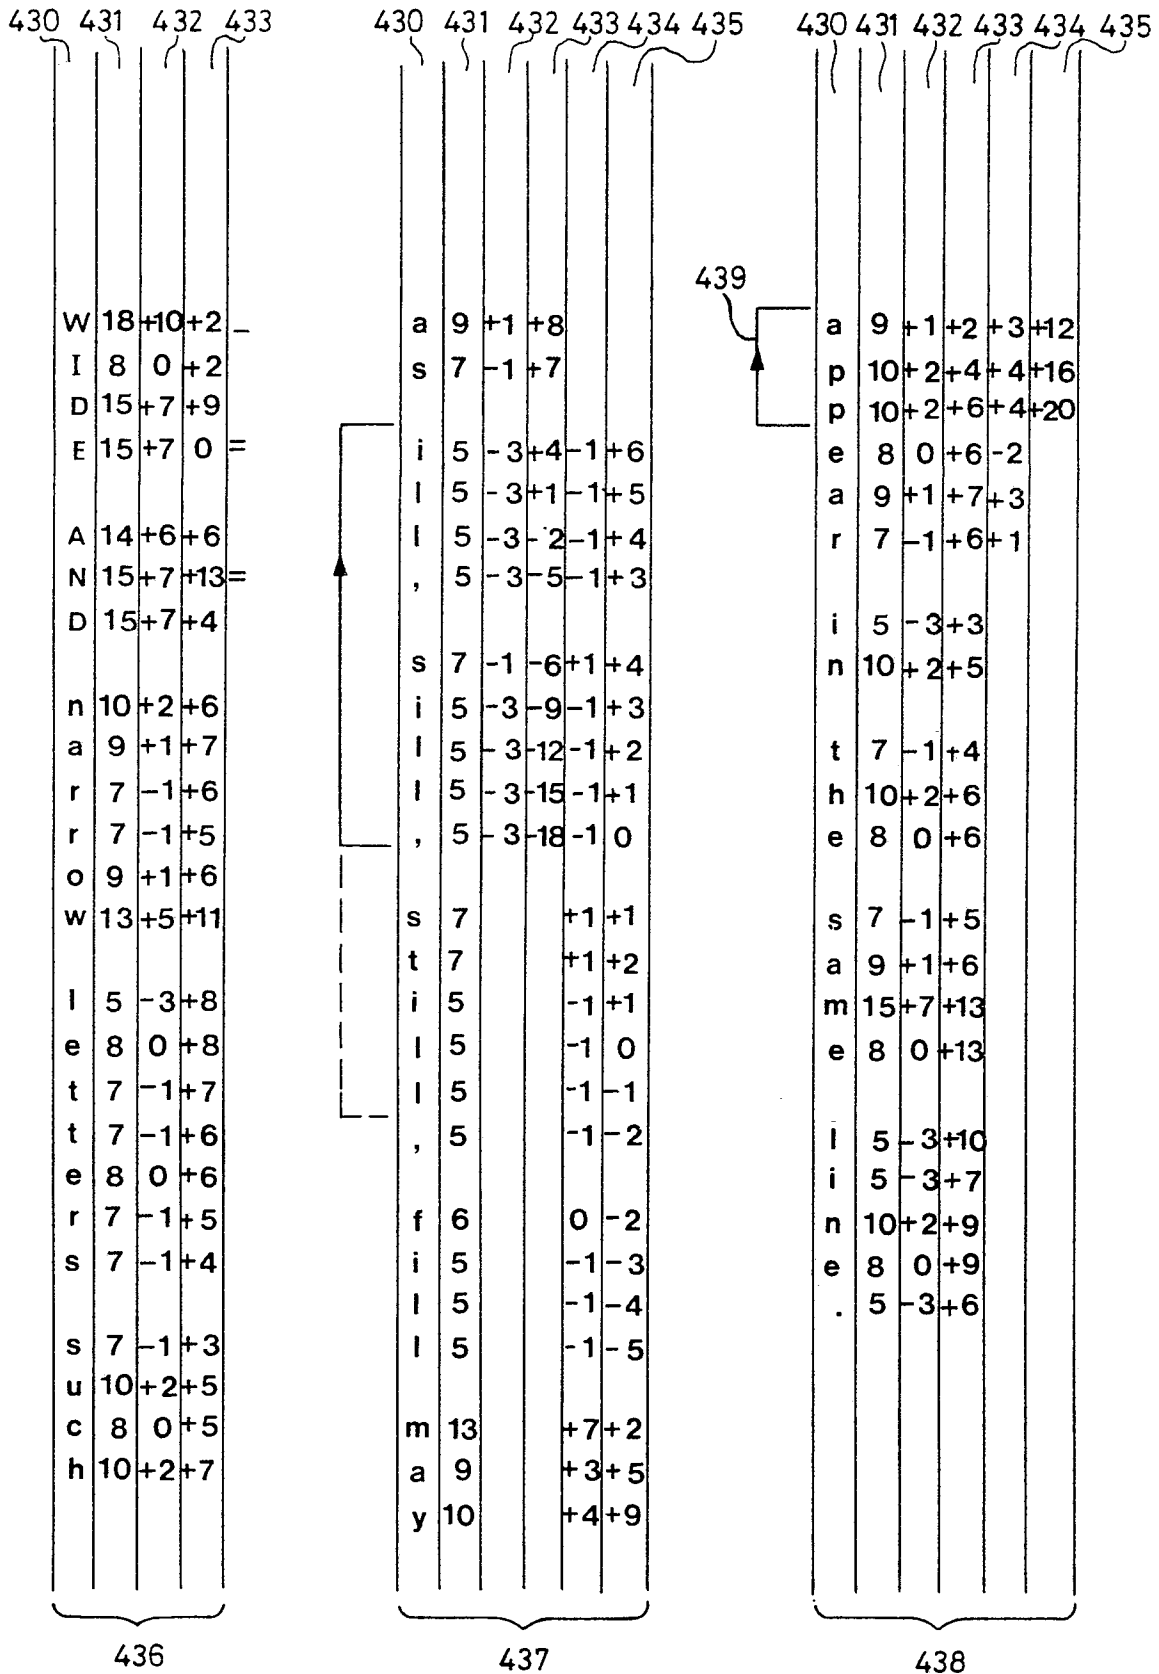 430 431 432 433
W 18 +10 +2 _
I 8 0 +2
D 15 +7 +9
E 15 +7 0 =
A 14 +6 +6
N 15 +7 +13 =
D 15 +7 +4
n 10 +2 +6
a 9 +1 +7
r 7 -1 +6
r 7 -1 +5
o 9 +1 +6
w 13 +5 +11
l 5 -3 +8
e 8 0 +8
t 7 -1 +7
t 7 -1 +6
e 8 0 +6
r 7 -1 +5
s 7 -1 +4
s 7 -1 +3
u 10 +2 +5
c 8 0 +5
h 10 +2 +7
436
430 431 432 433 434 435
a 9 +1 +8
s 7 -1 +7
i 5 -3 +4 -1 +6
l 5 -3 +1 -1 +5
l 5 -3 -2 -1 +4
, 5 -3 -5 -1 +3
s 7 -1 -6 +1 +4
i 5 -3 -9 -1 +3
l 5 -3 -12 -1 +2
l 5 -3 -15 -1 +1
, 5 -3 -18 -1 0
s 7 +1 +1
t 7 +1 +2
i 5 -1 +1
l 5 -1 0
l 5 -1 -1
, 5 -1 -2
f 6 0 -2
i 5 -1 -3
l 5 -1 -4
l 5 -1 -5
m 13 +7 +2
a 9 +3 +5
y 10 +4 +9
437
430 431 432 433 434 435
439
a 9 +1 +2 +3 +12
p 10 +2 +4 +4 +16
p 10 +2 +6 +4 +20
e 8 0 +6 -2
a 9 +1 +7 +3
r 7 -1 +6 +1
i 5 -3 +3
n 10 +2 +5
t 7 -1 +4
h 10 +2 +6
e 8 0 +6
s 7 -1 +5
a 9 +1 +6
m 15 +7 +13
e 8 0 +13
l 5 -3 +10
i 5 -3 +7
n 10 +2 +9
e 8 0 +9
. 5 -3 +6
438